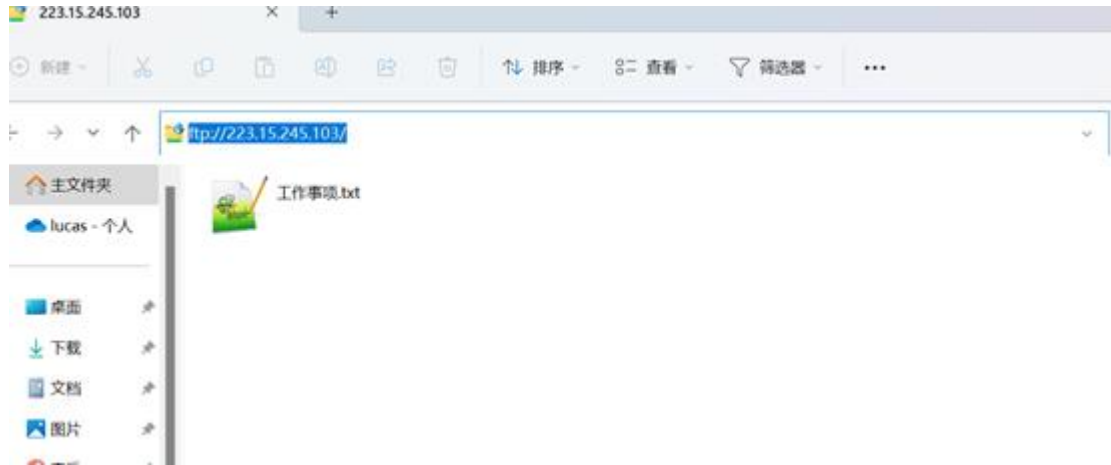 223.15.245.103
新建
排序
查看
筛选器
ftp://223.15.245.103/
主文件夹
工作事项.txt
lucas - 个人
桌面
下载
文档
图片